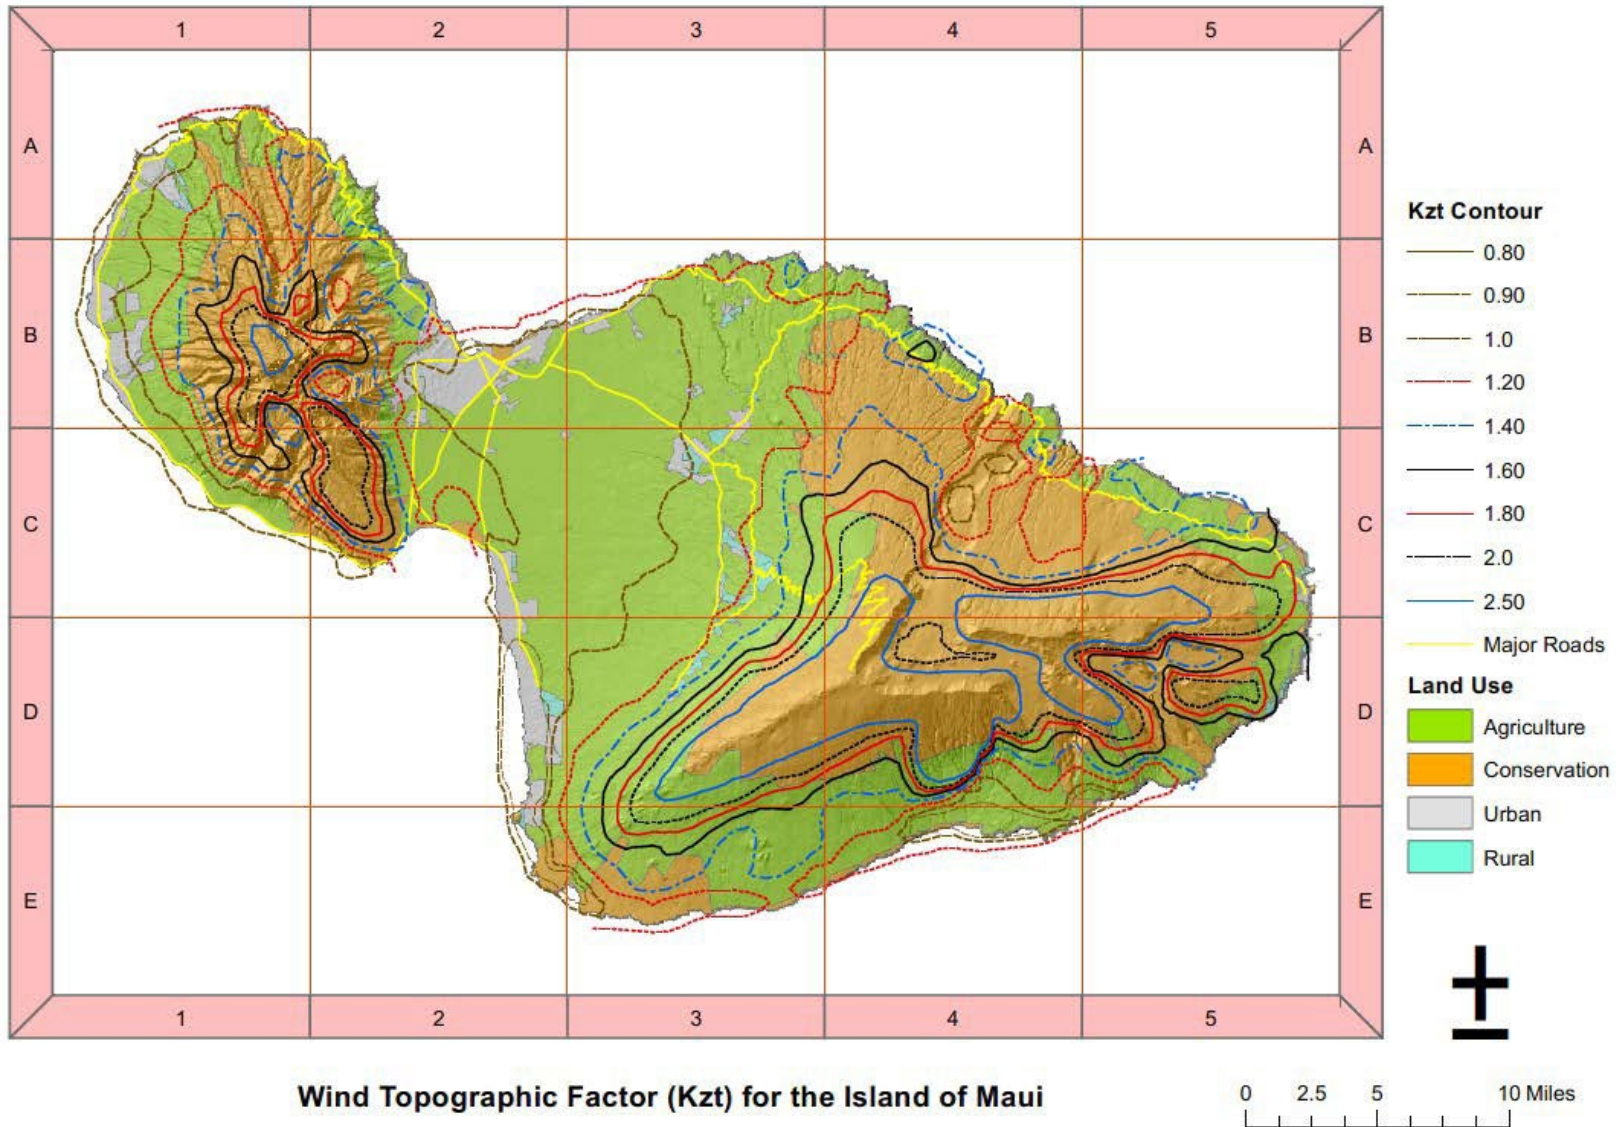 1 2 3 4 5
A A
B B
C C
D D
E E
1 2 3 4 5
Kzt Contour
0.80
0.90
1.0
1.20
1.40
1.60
1.80
2.0
2.50
Major Roads
Land Use
Agriculture
Conservation
Urban
Rural
Wind Topographic Factor (Kzt) for the Island of Maui
0 2.5 5 10 Miles